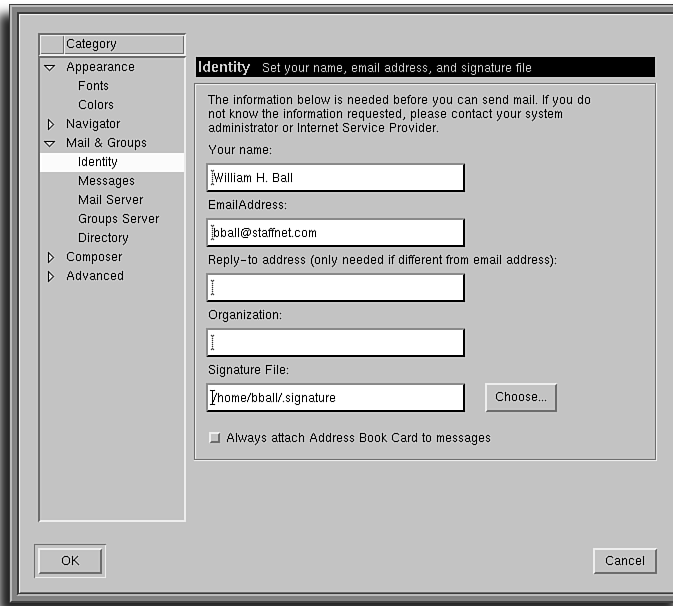 Category
Appearance
Fonts
Colors
Navigator
Mail & Groups
Identity
Messages
Mail Server
Groups Server
Directory
Composer
Advanced
Identity Set your name, email address, and signature file
The information below is needed before you can send mail. If you do
not know the information requested, please contact your system
administrator or Internet Service Provider.
Your name:
William H. Ball
EmailAddress:
bball@staffnet.com
Reply-to address (only needed if different from email address):
Organization:
Signature File:
/home/bball/.signature
Choose...
Always attach Address Book Card to messages
OK
Cancel